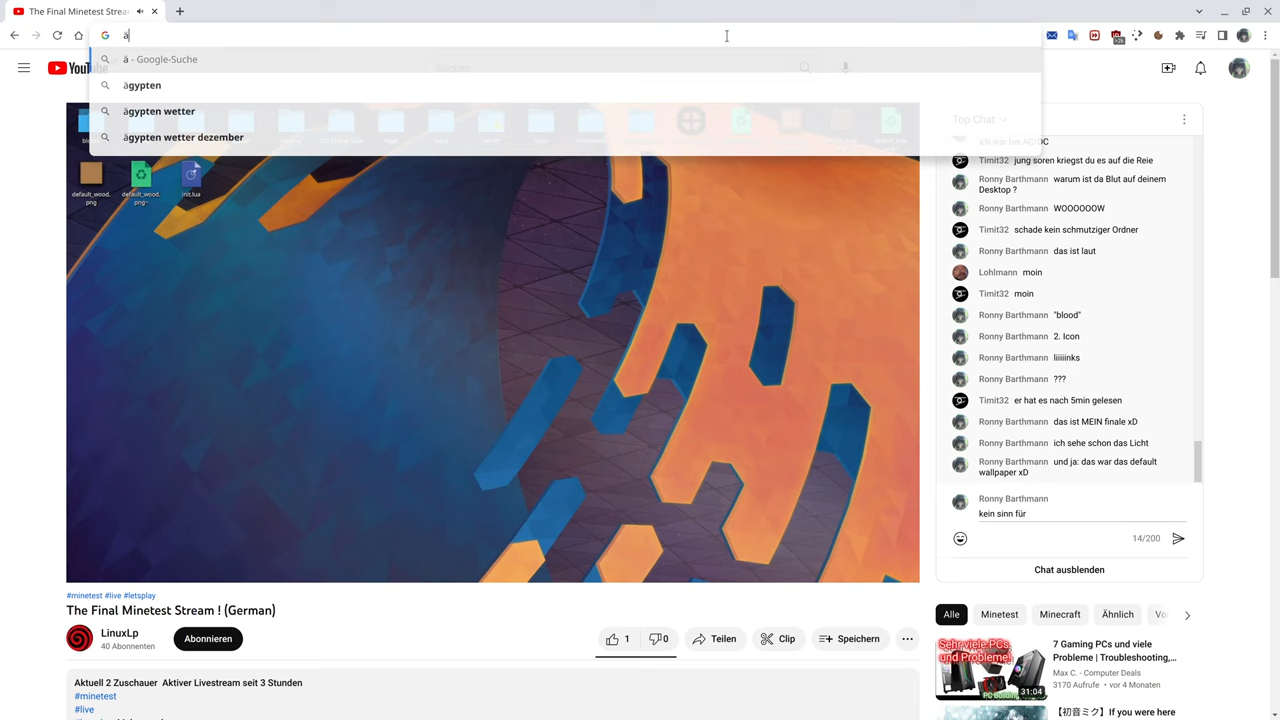 The Final Minetest Strea
ä
ä - Google-Suche
ägypten
ägypten wetter
ägypten wetter dezember
Suchen
default_wood.
png
default_wood.
png~
init.lua
Top Chat
ich war bei AC/DC
Timit32 jung soren kriegst du es auf die Reie
Ronny Barthmann warum ist da Blut auf deinem
Desktop ?
Ronny Barthmann WOOOOOOW
Timit32 schade kein schmutziger Ordner
Ronny Barthmann das ist laut
Lohlmann moin
Timit32 moin
Ronny Barthmann "blood"
Ronny Barthmann 2. Icon
Ronny Barthmann liiiiinks
Ronny Barthmann ???
Timit32 er hat es nach 5min gelesen
Ronny Barthmann das ist MEIN finale xD
Ronny Barthmann ich sehe schon das Licht
Ronny Barthmann und ja: das war das default
wallpaper xD
Ronny Barthmann
kein sinn für
14/200
Chat ausblenden
#minetest #live #letsplay
The Final Minetest Stream ! (German)
LinuxLp
40 Abonnenten
Abonnieren
1
0
Teilen
Clip
Speichern
Aktuell 2 Zuschauer Aktiver Livestream seit 3 Stunden
#minetest
#live
Alle
Minetest
Minecraft
Ähnlich
Sehr viele PCs,
und Probleme!
PC Building
31:04
7 Gaming PCs und viele
Probleme | Troubleshooting,...
Max C. - Computer Deals
3170 Aufrufe • vor 4 Monaten
【初音ミク】If you were here